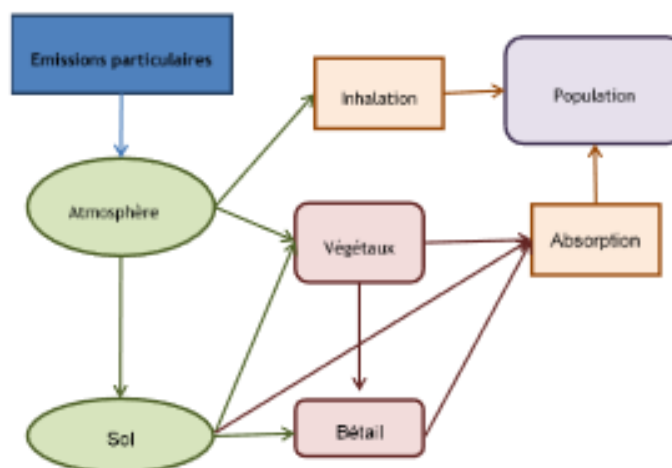 Emissions particulaires
Inhalation
Population
Atmosphère
Végétaux
Absorption
Sol
Bétail